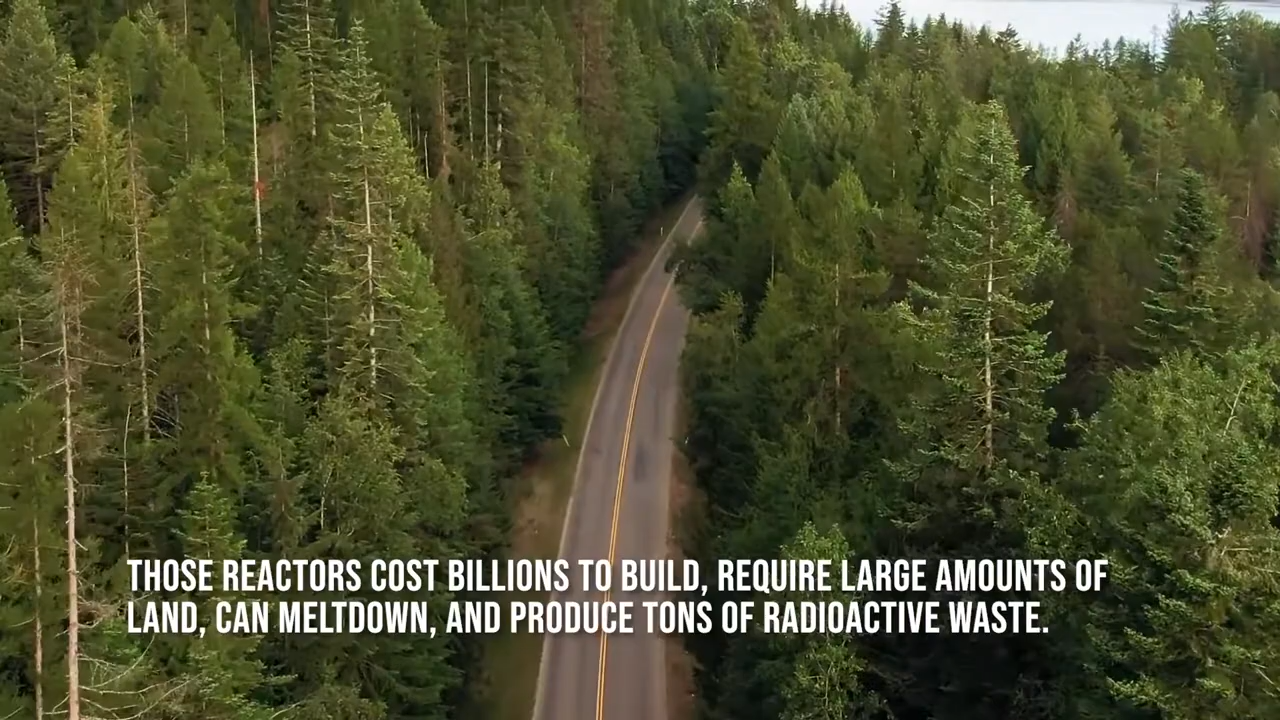 THOSE REACTORS COST BILLIONS TO BUILD, REQUIRE LARGE AMOUNTS OF
LAND, CAN MELTDOWN, AND PRODUCE TONS OF RADIOACTIVE WASTE.